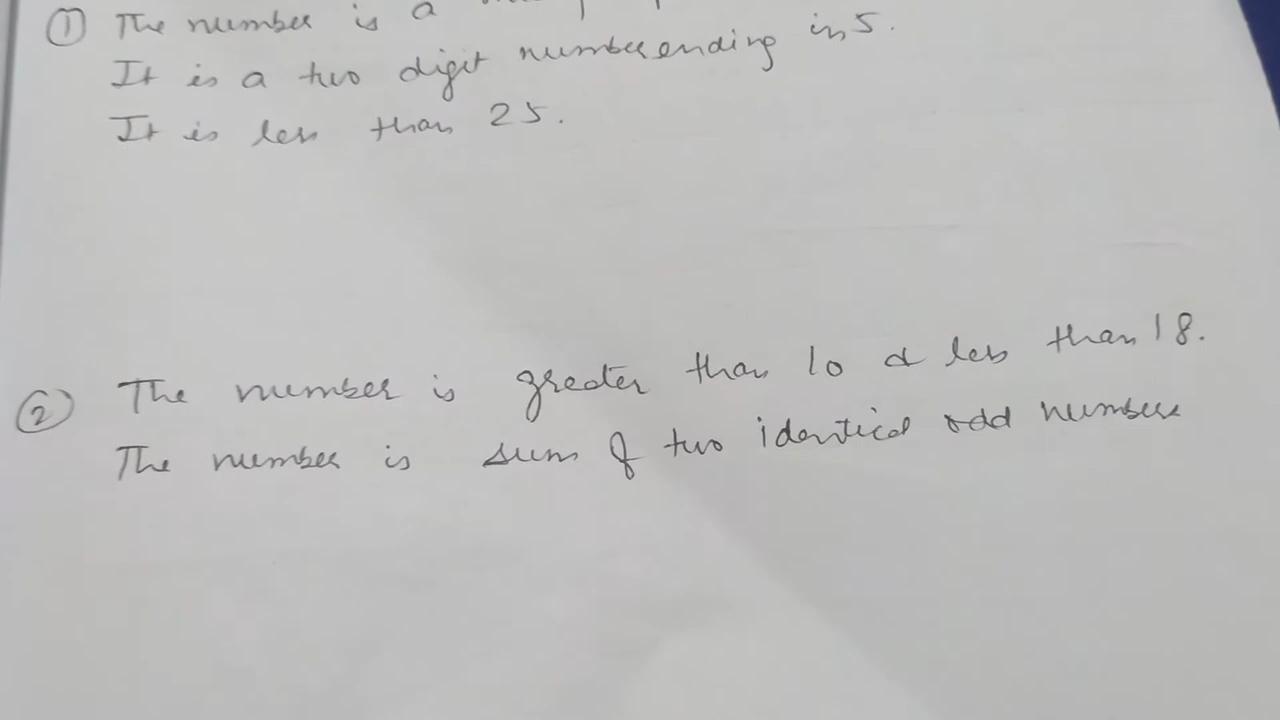 ① The number is a
It is a two digit number ending in 5.
It is less than 25.
② The number is greater than 10 & less than 18.
The number is sum of two identical odd numbers